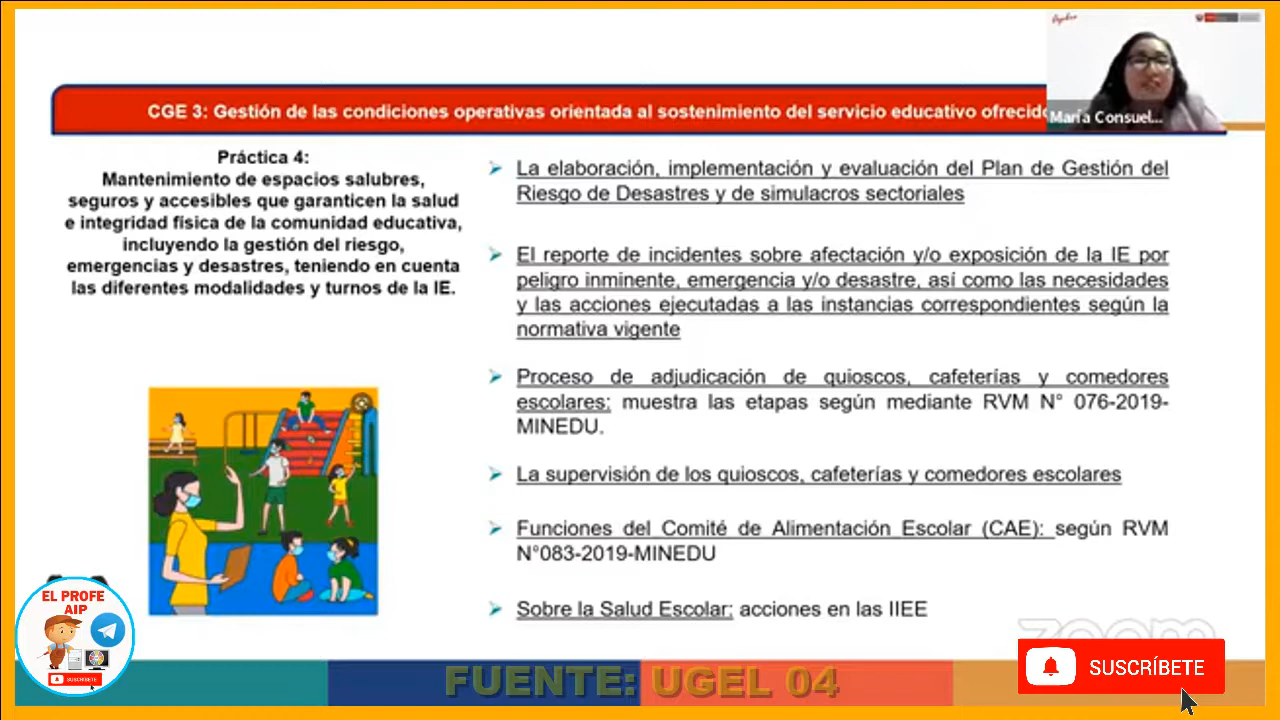 CGE 3: Gestión de las condiciones operativas orientada al sostenimiento del servicio educativo ofrecido
María Consuel...
Práctica 4:
Mantenimiento de espacios salubres,
seguros y accesibles que garanticen la salud
e integridad física de la comunidad educativa,
incluyendo la gestión del riesgo,
emergencias y desastres, teniendo en cuenta
las diferentes modalidades y turnos de la IE.
La elaboración, implementación y evaluación del Plan de Gestión del
Riesgo de Desastres y de simulacros sectoriales
El reporte de incidentes sobre afectación y/o exposición de la IE por
peligro inminente, emergencia y/o desastre, así como las necesidades
y las acciones ejecutadas a las instancias correspondientes según la
normativa vigente
Proceso de adjudicación de quioscos, cafeterías y comedores
escolares: muestra las etapas según mediante RVM N° 076-2019-
MINEDU.
La supervisión de los quioscos, cafeterías y comedores escolares
Funciones del Comité de Alimentación Escolar (CAE): según RVM
N°083-2019-MINEDU
Sobre la Salud Escolar: acciones en las IIEE
EL PROFE
AIP
SUSCRÍBETE
zoom
SUSCRÍBETE
FUENTE: UGEL 04